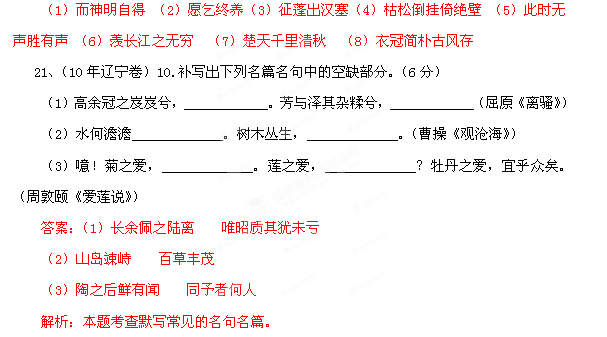 （1）而神明自得 （2）愿乞终养（3）征蓬出汉塞（4）枯松倒挂倚绝壁 （5）此时无
声胜有声 （6）羡长江之无穷 （7）楚天千里清秋 （8）衣冠简朴古风存
21、（10年辽宁卷）10.补写出下列名篇名句中的空缺部分。（6分）
（1）高余冠之岌岌兮，____________。芳与泽其杂糅兮，____________（屈原《离骚》）
（2）水何澹澹_____________。树木丛生，_____________。（曹操《观沧海》）
（3）噫！菊之爱，_____________。莲之爱，_____________？牡丹之爱，宜乎众矣。
（周敦颐《爱莲说》）
答案：（1）长余佩之陆离 唯昭质其犹未亏
（2）山岛竦峙 百草丰茂
（3）陶之后鲜有闻 同予者何人
解析：本题考查默写常见的名句名篇。